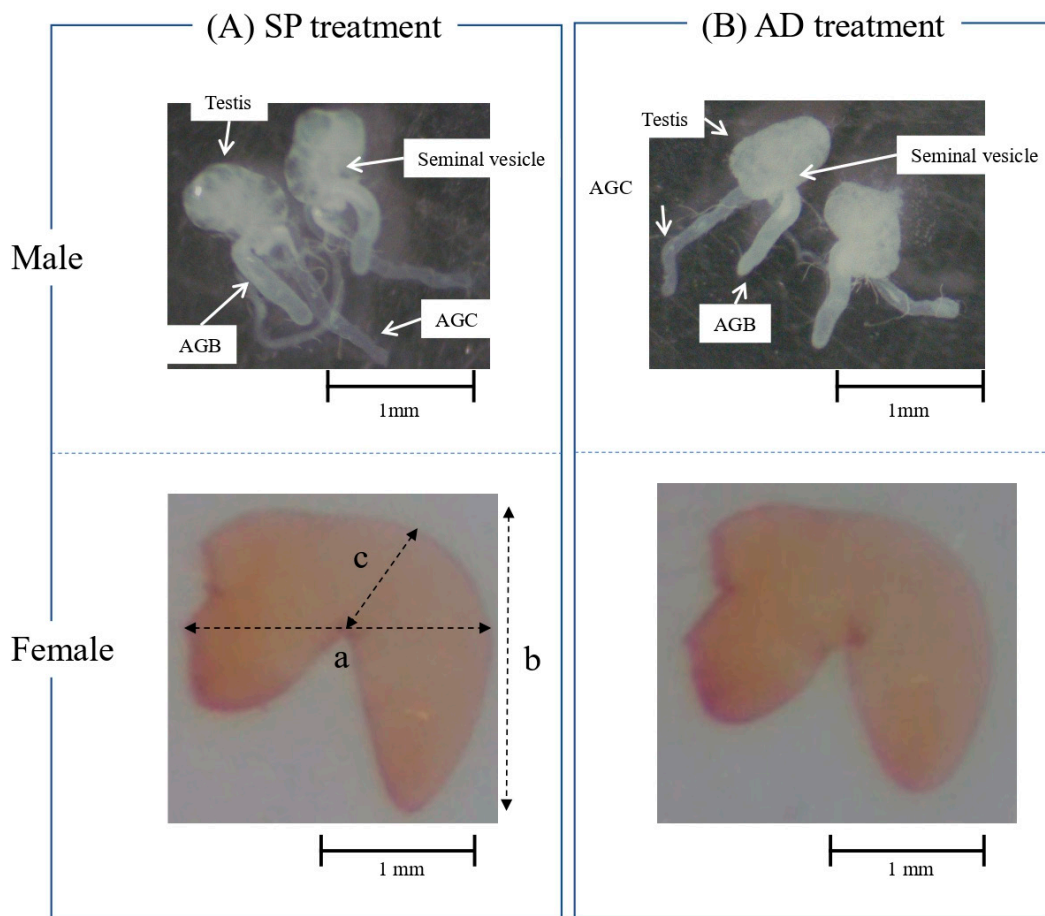 (A) SP treatment
(B) AD treatment
Male
Testis
Seminal vesicle
AGB
AGC
1mm
Testis
Seminal vesicle
AGC
AGB
1mm
Female
c
a
b
1 mm
1 mm